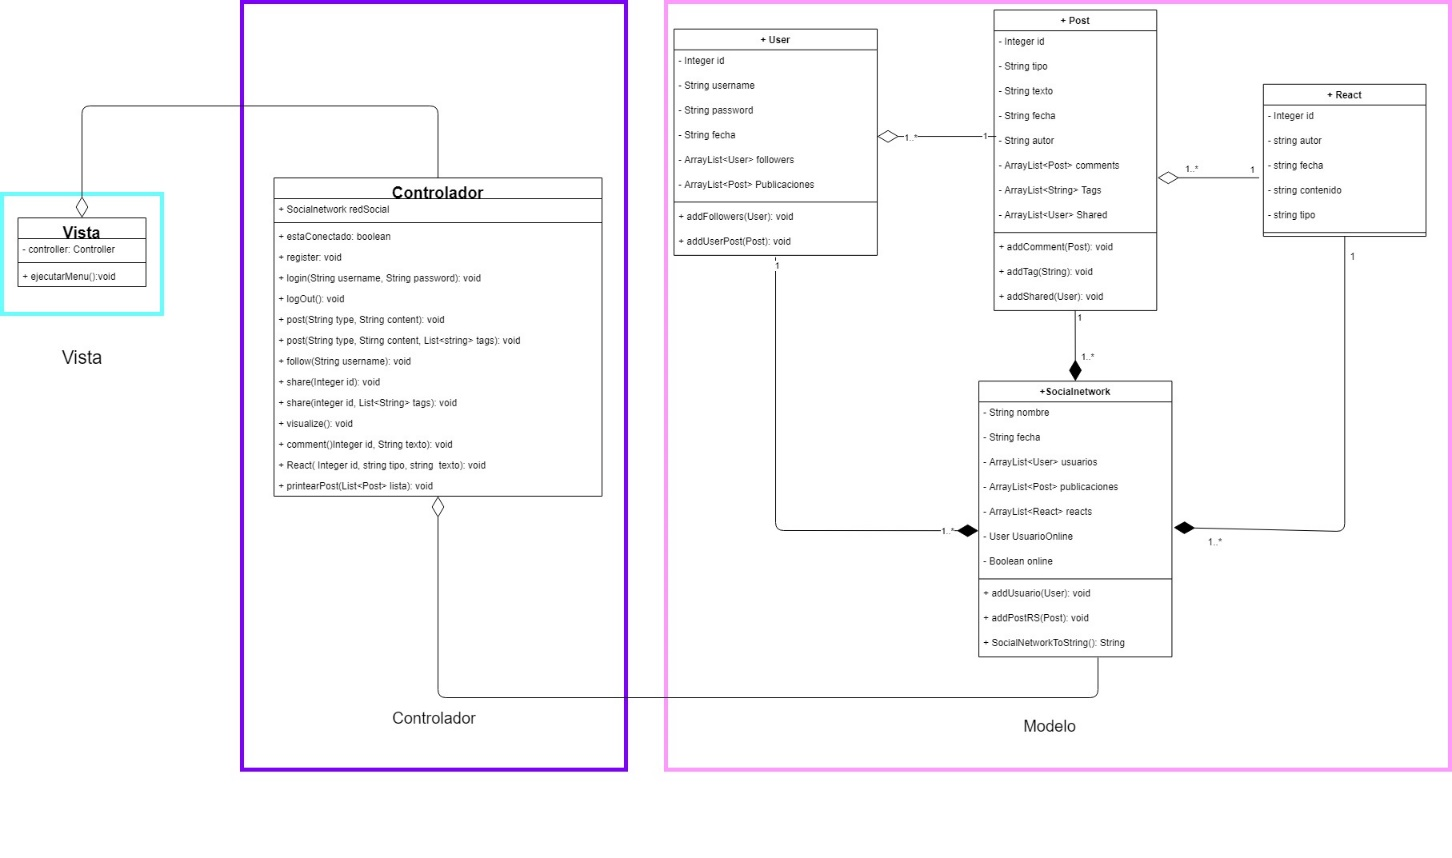 Vista
- controller: Controller
+ ejecutarMenu():void
Vista
Controlador
+ Socialnetwork redSocial
+ estaConectado: boolean
+ register: void
+ login(String username, String password): void
+ logOut(): void
+ post(String type, String content): void
+ post(String type, Stirng content, List<string> tags): void
+ follow(String username): void
+ share(Integer id): void
+ share(integer id, List<String> tags): void
+ visualize(): void
+ comment()Integer id, String texto): void
+ React( Integer id, string tipo, string  texto): void
+ printearPost(List<Post> lista): void
Controlador
+ User
- Integer id
- String username
- String password
- String fecha
- ArrayList<User> followers
- ArrayList<Post> Publicaciones
+ addFollowers(User): void
+ addUserPost(Post): void
1
1..*
1
+ Post
- Integer id
- String tipo
- String texto
- String fecha
- String autor
- ArrayList<Post> comments
- ArrayList<String> Tags
- ArrayList<User> Shared
+ addComment(Post): void
+ addTag(String): void
+ addShared(User): void
1
1..*
1..*
1
+ React
- Integer id
- string autor
- string fecha
- string contenido
- string tipo
1
+Socialnetwork
- String nombre
- String fecha
- ArrayList<User> usuarios
- ArrayList<Post> publicaciones
- ArrayList<React> reacts
- User UsuarioOnline
- Boolean online
+ addUsuario(User): void
+ addPostRS(Post): void
+ SocialNetworkToString(): String
1..*
1..*
Modelo